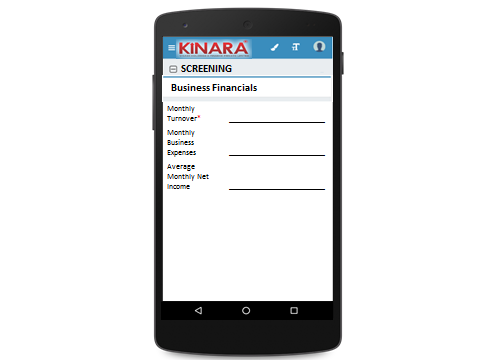 KINARA®
SCREENING
Business Financials
Monthly
Turnover*
Monthly
Business
Expenses
Average
Monthly Net
Income